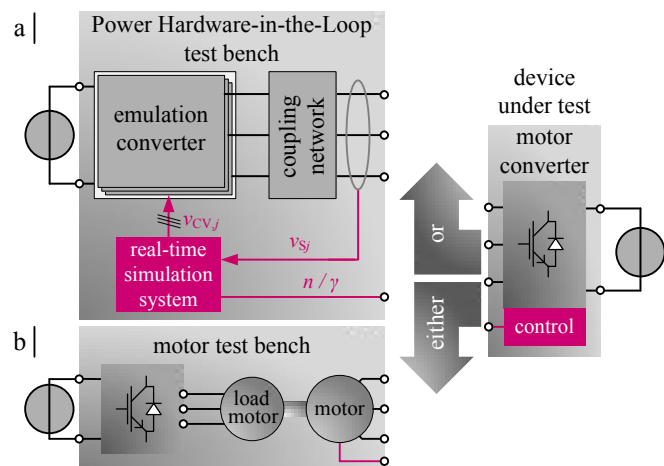 a
Power Hardware-in-the-Loop
test bench
emulation
converter
coupling
network
v_CV,j
v_Sj
real-time
simulation
system
n / γ
device
under test
motor
converter
control
or
either
b
motor test bench
load
motor
motor